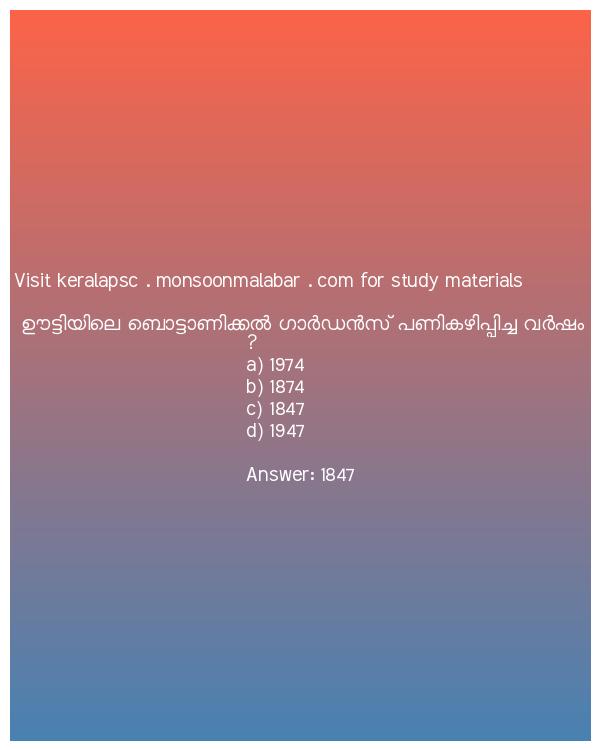 Visit keralapsc . monsoonmalabar . com for study materials
ഊട്ടിയിലെ ബൊട്ടാണിക്കൽ ഗാർഡൻസ് പണികഴിപ്പിച്ച വർഷം
?
a) 1974
b) 1874
c) 1847
d) 1947
Answer: 1847